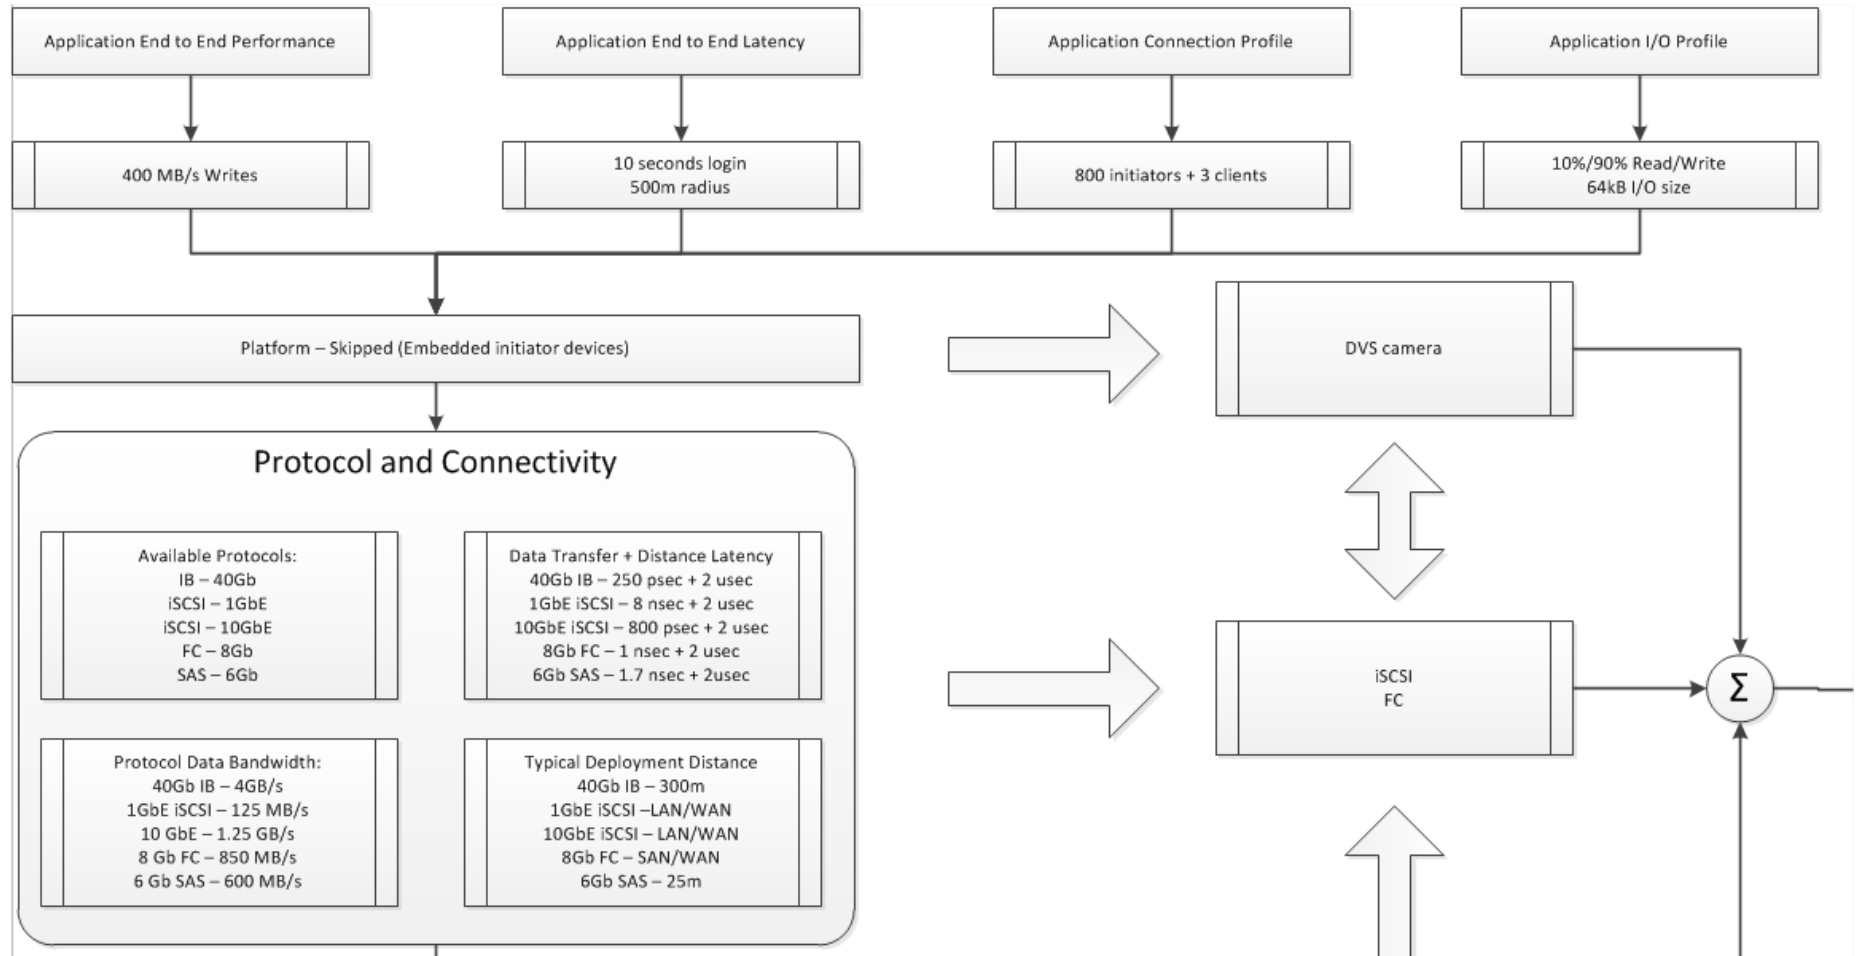 Application End to End Performance
Application End to End Latency
Application Connection Profile
Application I/O Profile
400 MB/s Writes
10 seconds login
500m radius
800 initiators + 3 clients
10%/90% Read/Write
64kB I/O size
Platform – Skipped (Embedded initiator devices)
DVS camera
Protocol and Connectivity
Available Protocols:
IB – 40Gb
iSCSI – 1GbE
iSCSI – 10GbE
FC – 8Gb
SAS – 6Gb
Data Transfer + Distance Latency
40Gb IB – 250 psec + 2 usec
1GbE iSCSI – 8 nsec + 2 usec
10GbE iSCSI – 800 psec + 2 usec
8Gb FC – 1 nsec + 2 usec
6Gb SAS – 1.7 nsec + 2usec
iSCSI
FC
Σ
Protocol Data Bandwidth:
40Gb IB – 4GB/s
1GbE iSCSI – 125 MB/s
10 GbE – 1.25 GB/s
8 Gb FC – 850 MB/s
6 Gb SAS – 600 MB/s
Typical Deployment Distance
40Gb IB – 300m
1GbE iSCSI –LAN/WAN
10GbE iSCSI – LAN/WAN
8Gb FC – SAN/WAN
6Gb SAS – 25m